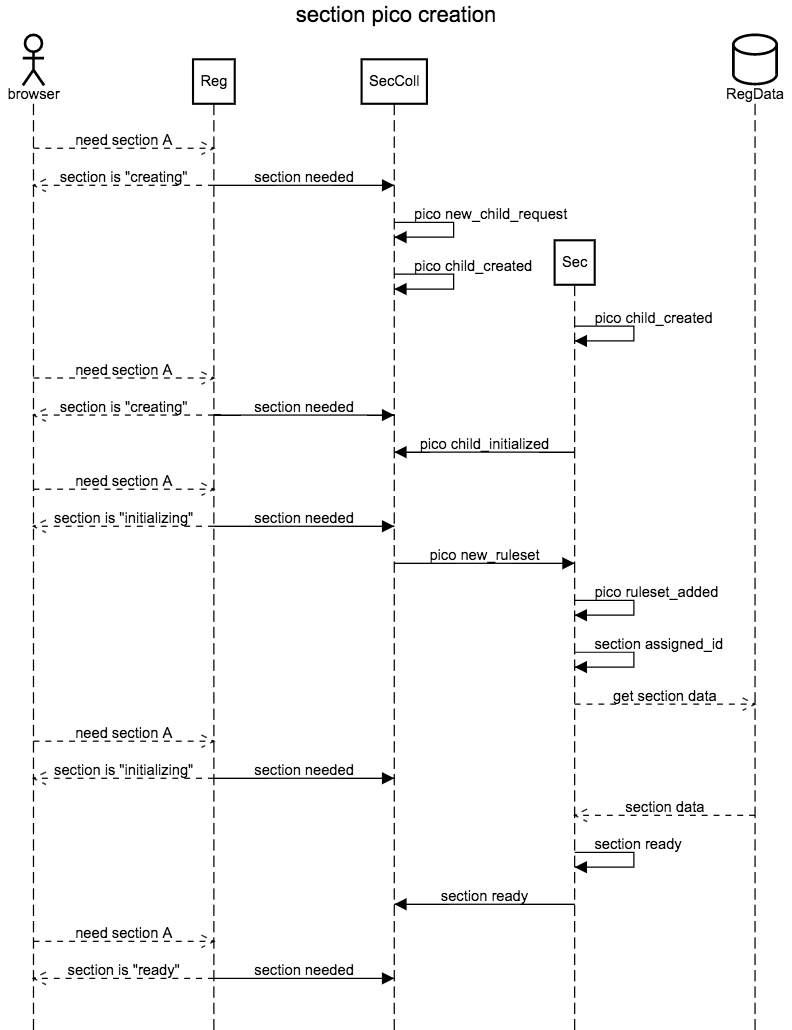 section pico creation
browser
Reg
SecColl
RegData
need section A
section is "creating"
section needed
pico new_child_request
Sec
pico child_created
pico child_created
need section A
section is "creating"
section needed
pico child_initialized
need section A
section is "initializing"
section needed
pico new_ruleset
pico ruleset_added
section assigned_id
get section data
need section A
section is "initializing"
section needed
section data
section ready
section ready
need section A
section is "ready"
section needed